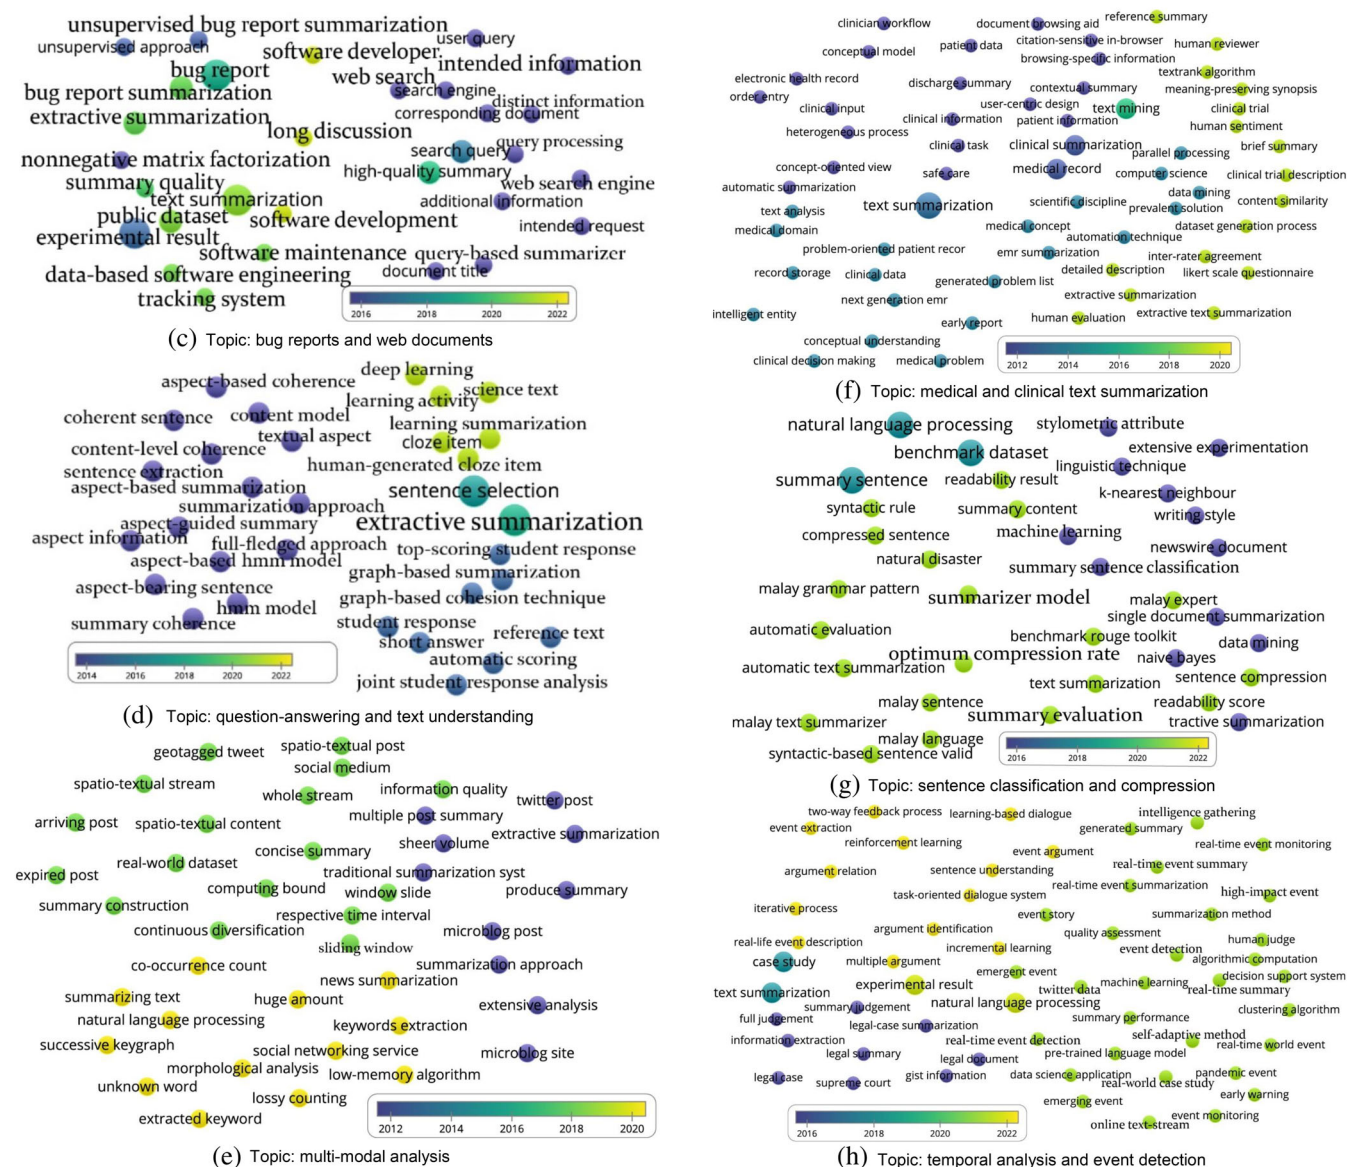 unsupervised bug report summarization
unsupervised approach
software developer
user query
intended information
bug report
web search
bug report summarization
search engine
distinct information
extractive summarization
corresponding document
long discussion
query processing
nonnegative matrix factorization
search query
high-quality summary
summary quality
web search engine
text summarization
additional information
public dataset
software development
intended request
experimental result
software maintenance
query-based summarizer
data-based software engineering
document title
tracking system
2016 2018 2020 2022
(c) Topic: bug reports and web documents
deep learning
aspect-based coherence
science text
learning activity
coherent sentence
content model
learning summarization
textual aspect
cloze item
content-level coherence
human-generated cloze item
sentence extraction
aspect-based summarization
sentence selection
summarization approach
aspect-guided summary
extractive summarization
aspect information
full-fledged approach
top-scoring student response
aspect-based hmm model
graph-based summarization
aspect-bearing sentence
graph-based cohesion technique
hmm model
summary coherence
student response
short answer
reference text
automatic scoring
joint student response analysis
2014 2016 2018 2020 2022
(d) Topic: question-answering and text understanding
geotagged tweet
spatio-textual post
social medium
spatio-textual stream
whole stream
information quality
twitter post
multiple post summary
arriving post
spatio-textual content
extractive summarization
sheer volume
concise summary
real-world dataset
traditional summarization syst
expired post
computing bound
window slide
produce summary
summary construction
respective time interval
continuous diversification
microblog post
sliding window
co-occurrence count
summarization approach
news summarization
summarizing text
huge amount
extensive analysis
natural language processing
keywords extraction
successive keygraph
social networking service
microblog site
morphological analysis
low-memory algorithm
unknown word
lossy counting
extracted keyword
2012 2014 2016 2018 2020
(e) Topic: multi-modal analysis
clinician workflow
document browsing aid
reference summary
conceptual model
patient data
citation-sensitive in-browser
human reviewer
browsing-specific information
electronic health record
discharge summary
contextual summary
textrank algorithm
meaning-preserving synopsis
order entry
clinical input
user-centric design
text mining
clinical trial
clinical information
patient information
human sentiment
heterogeneous process
clinical task
clinical summarization
parallel processing
brief summary
concept-oriented view
safe care
medical record
computer science
clinical trial description
automatic summarization
data mining
text summarization
scientific discipline
prevalent solution
content similarity
text analysis
medical domain
medical concept
dataset generation process
automation technique
problem-oriented patient recor
emr summarization
inter-rater agreement
record storage
clinical data
detailed description
likert scale questionnaire
generated problem list
next generation emr
extractive summarization
intelligent entity
early report
human evaluation
extractive text summarization
conceptual understanding
clinical decision making
medical problem
2012 2014 2016 2018 2020
(f) Topic: medical and clinical text summarization
natural language processing
stylometric attribute
benchmark dataset
extensive experimentation
linguistic technique
summary sentence
readability result
k-nearest neighbour
syntactic rule
summary content
writing style
compressed sentence
machine learning
newswire document
natural disaster
summary sentence classification
malay grammar pattern
summarizer model
malay expert
single document summarization
automatic evaluation
benchmark rouge toolkit
data mining
optimum compression rate
naive bayes
automatic text summarization
text summarization
sentence compression
malay sentence
readability score
malay text summarizer
summary evaluation
tractive summarization
malay language
syntactic-based sentence valid
2016 2018 2020 2022
(g) Topic: sentence classification and compression
two-way feedback process
learning-based dialogue
intelligence gathering
event extraction
generated summary
reinforcement learning
real-time event monitoring
event argument
argument relation
sentence understanding
real-time event summary
task-oriented dialogue system
real-time event summarization
high-impact event
iterative process
event story
summarization method
argument identification
quality assessment
real-life event description
incremental learning
event detection
human judge
case study
multiple argument
algorithmic computation
emergent event
decision support system
experimental result
twitter data
machine learning
real-time summary
text summarization
natural language processing
summary judgement
clustering algorithm
full judgement
legal-case summarization
summary performance
information extraction
real-time event detection
self-adaptive method
real-time world event
legal summary
legal document
pre-trained language model
legal case
supreme court
gist information
data science application
real-world case study
pandemic event
early warning
emerging event
event monitoring
online text-stream
2016 2018 2020 2022
(h) Topic: temporal analysis and event detection